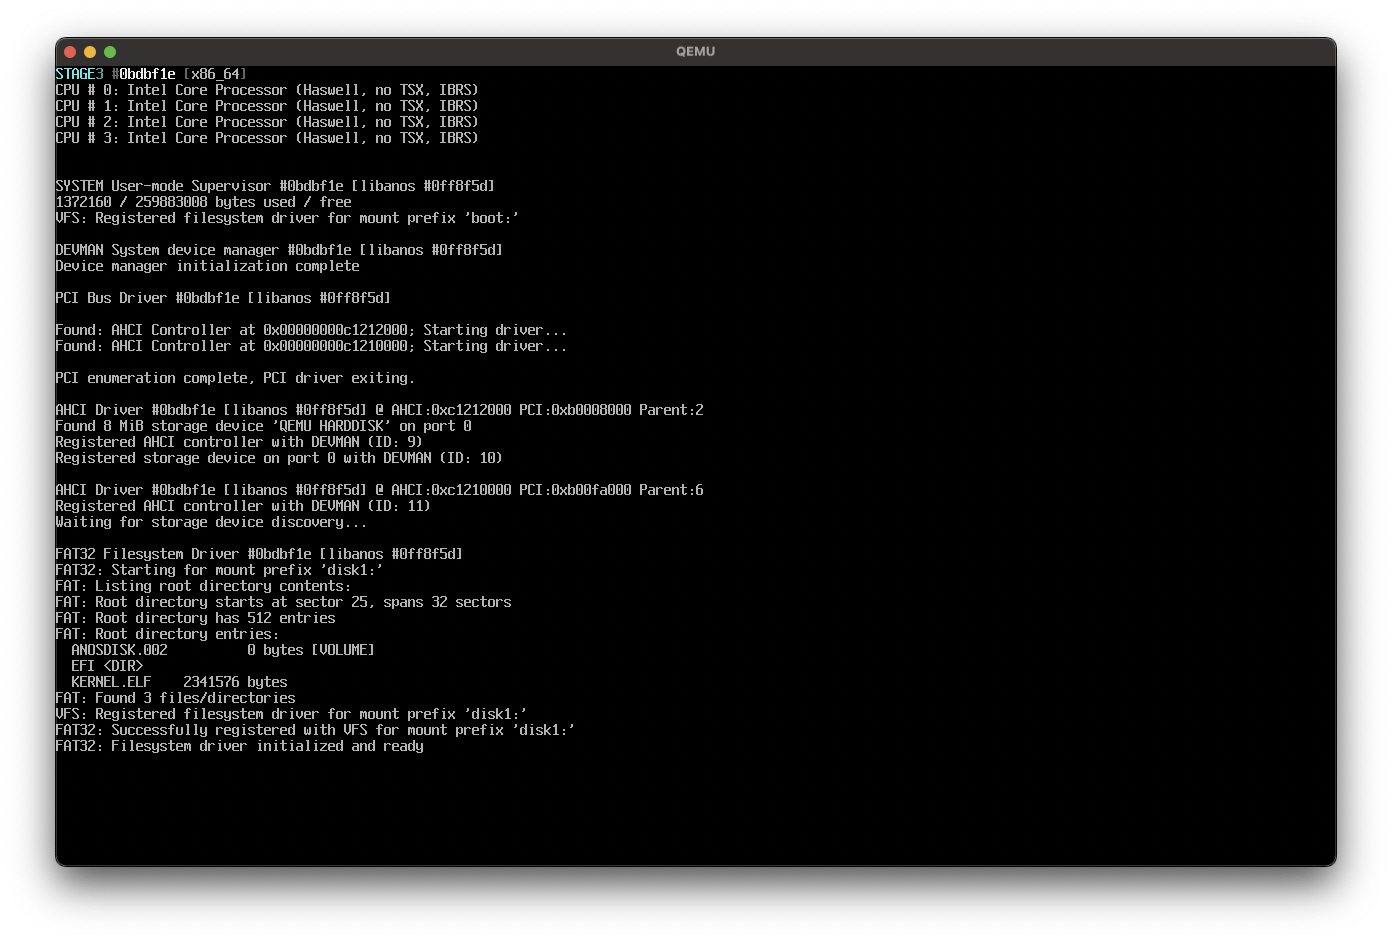 QEMU
STAGE3 #0bdbf1e [x86_64]
CPU # 0: Intel Core Processor (Haswell, no TSX, IBRS)
CPU # 1: Intel Core Processor (Haswell, no TSX, IBRS)
CPU # 2: Intel Core Processor (Haswell, no TSX, IBRS)
CPU # 3: Intel Core Processor (Haswell, no TSX, IBRS)
SYSTEM User-mode Supervisor #0bdbf1e [libanos #0ff8f5d]
1372160 / 259883008 bytes used / free
VFS: Registered filesystem driver for mount prefix 'boot:'
DEVMAN System device manager #0bdbf1e [libanos #0ff8f5d]
Device manager initialization complete
PCI Bus Driver #0bdbf1e [libanos #0ff8f5d]
Found: AHCI Controller at 0x00000000c1212000; Starting driver...
Found: AHCI Controller at 0x00000000c1210000; Starting driver...
PCI enumeration complete, PCI driver exiting.
AHCI Driver #0bdbf1e [libanos #0ff8f5d] @ AHCI:0xc1212000 PCI:0xb0008000 Parent:2
Found 8 MiB storage device 'QEMU HARDDISK' on port 0
Registered AHCI controller with DEVMAN (ID: 9)
Registered storage device on port 0 with DEVMAN (ID: 10)
AHCI Driver #0bdbf1e [libanos #0ff8f5d] @ AHCI:0xc1210000 PCI:0xb00fa000 Parent:6
Registered AHCI controller with DEVMAN (ID: 11)
Waiting for storage device discovery...
FAT32 Filesystem Driver #0bdbf1e [libanos #0ff8f5d]
FAT32: Starting for mount prefix 'disk1:'
FAT: Listing root directory contents:
FAT: Root directory starts at sector 25, spans 32 sectors
FAT: Root directory has 512 entries
FAT: Root directory entries:
ANOSDISK.002 0 bytes [VOLUME]
EFI <DIR>
KERNEL.ELF 2341576 bytes
FAT: Found 3 files/directories
VFS: Registered filesystem driver for mount prefix 'disk1:'
FAT32: Successfully registered with VFS for mount prefix 'disk1:'
FAT32: Filesystem driver initialized and ready